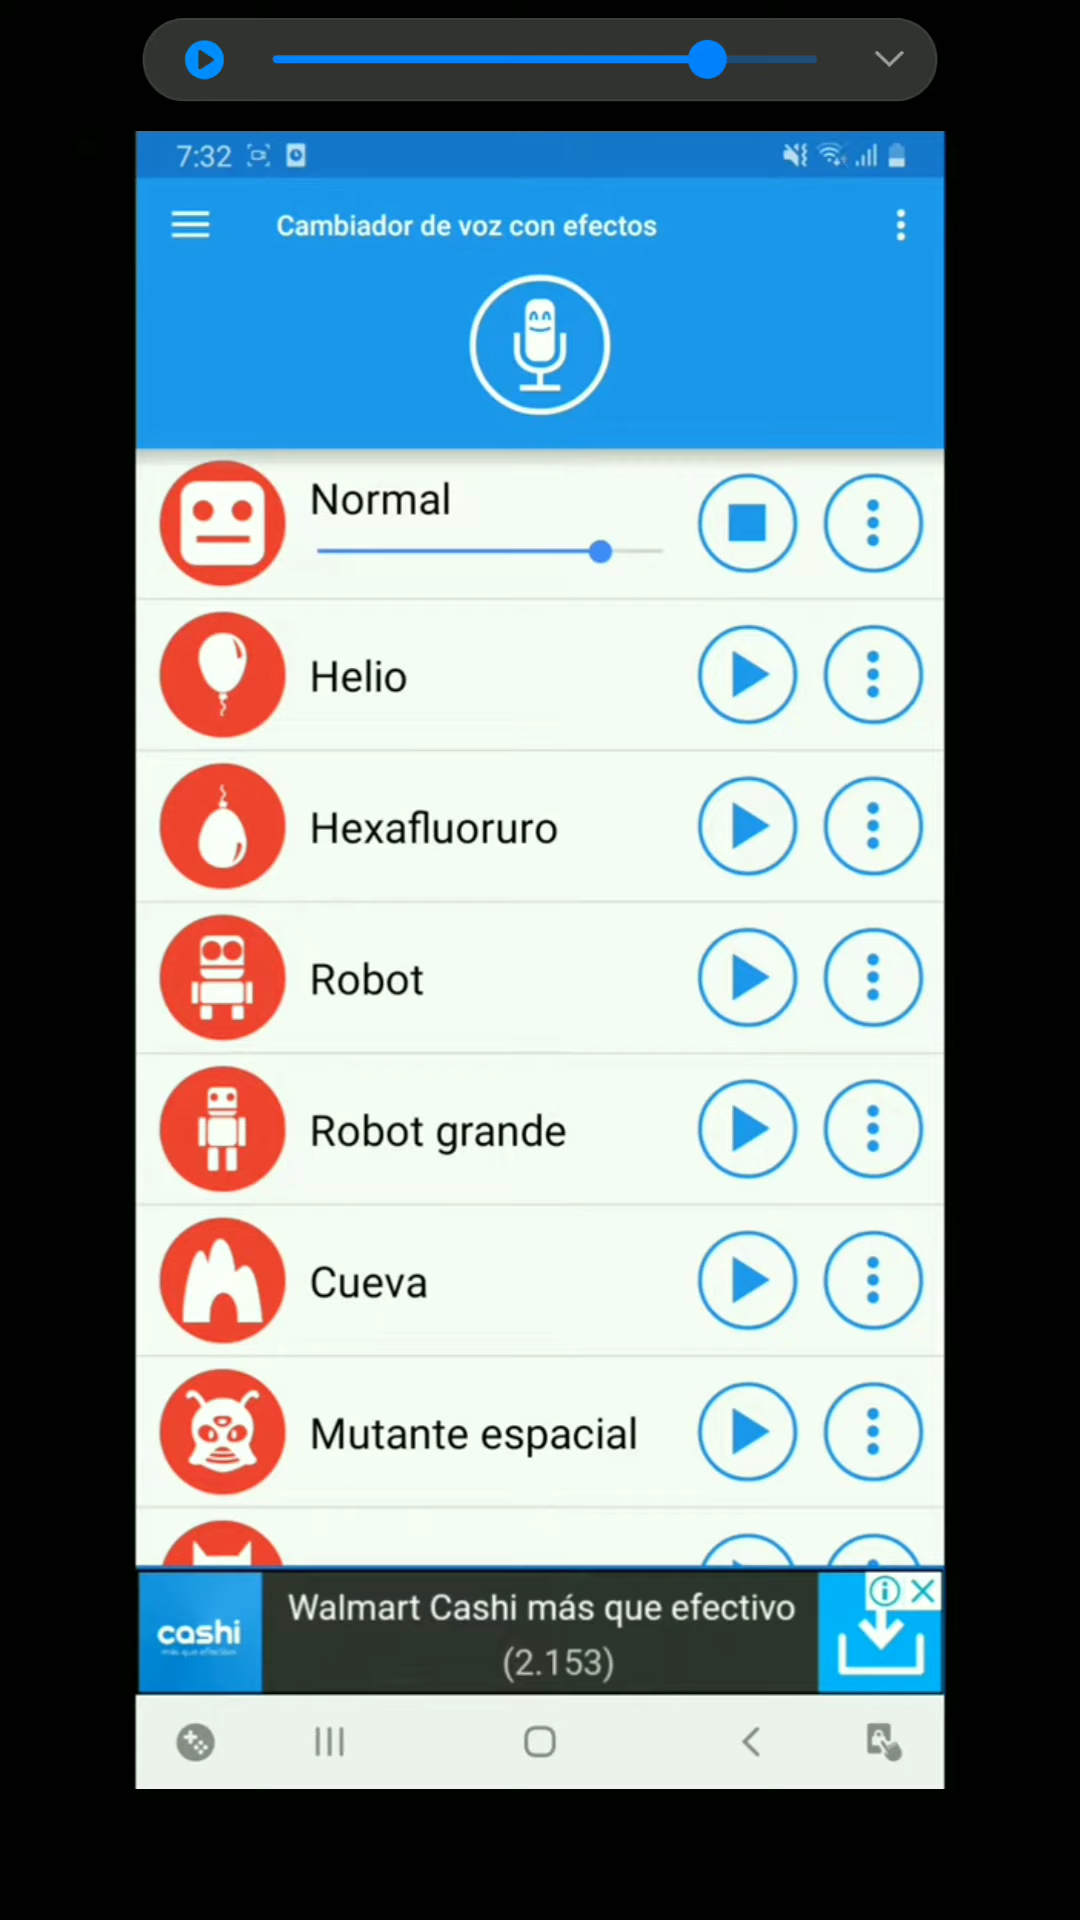 7:32
Cambiador de voz con efectos
Normal
Helio
Hexafluoruro
Robot
Robot grande
Cueva
Mutante espacial
cashi
Walmart Cashi más que efectivo
(2.153)